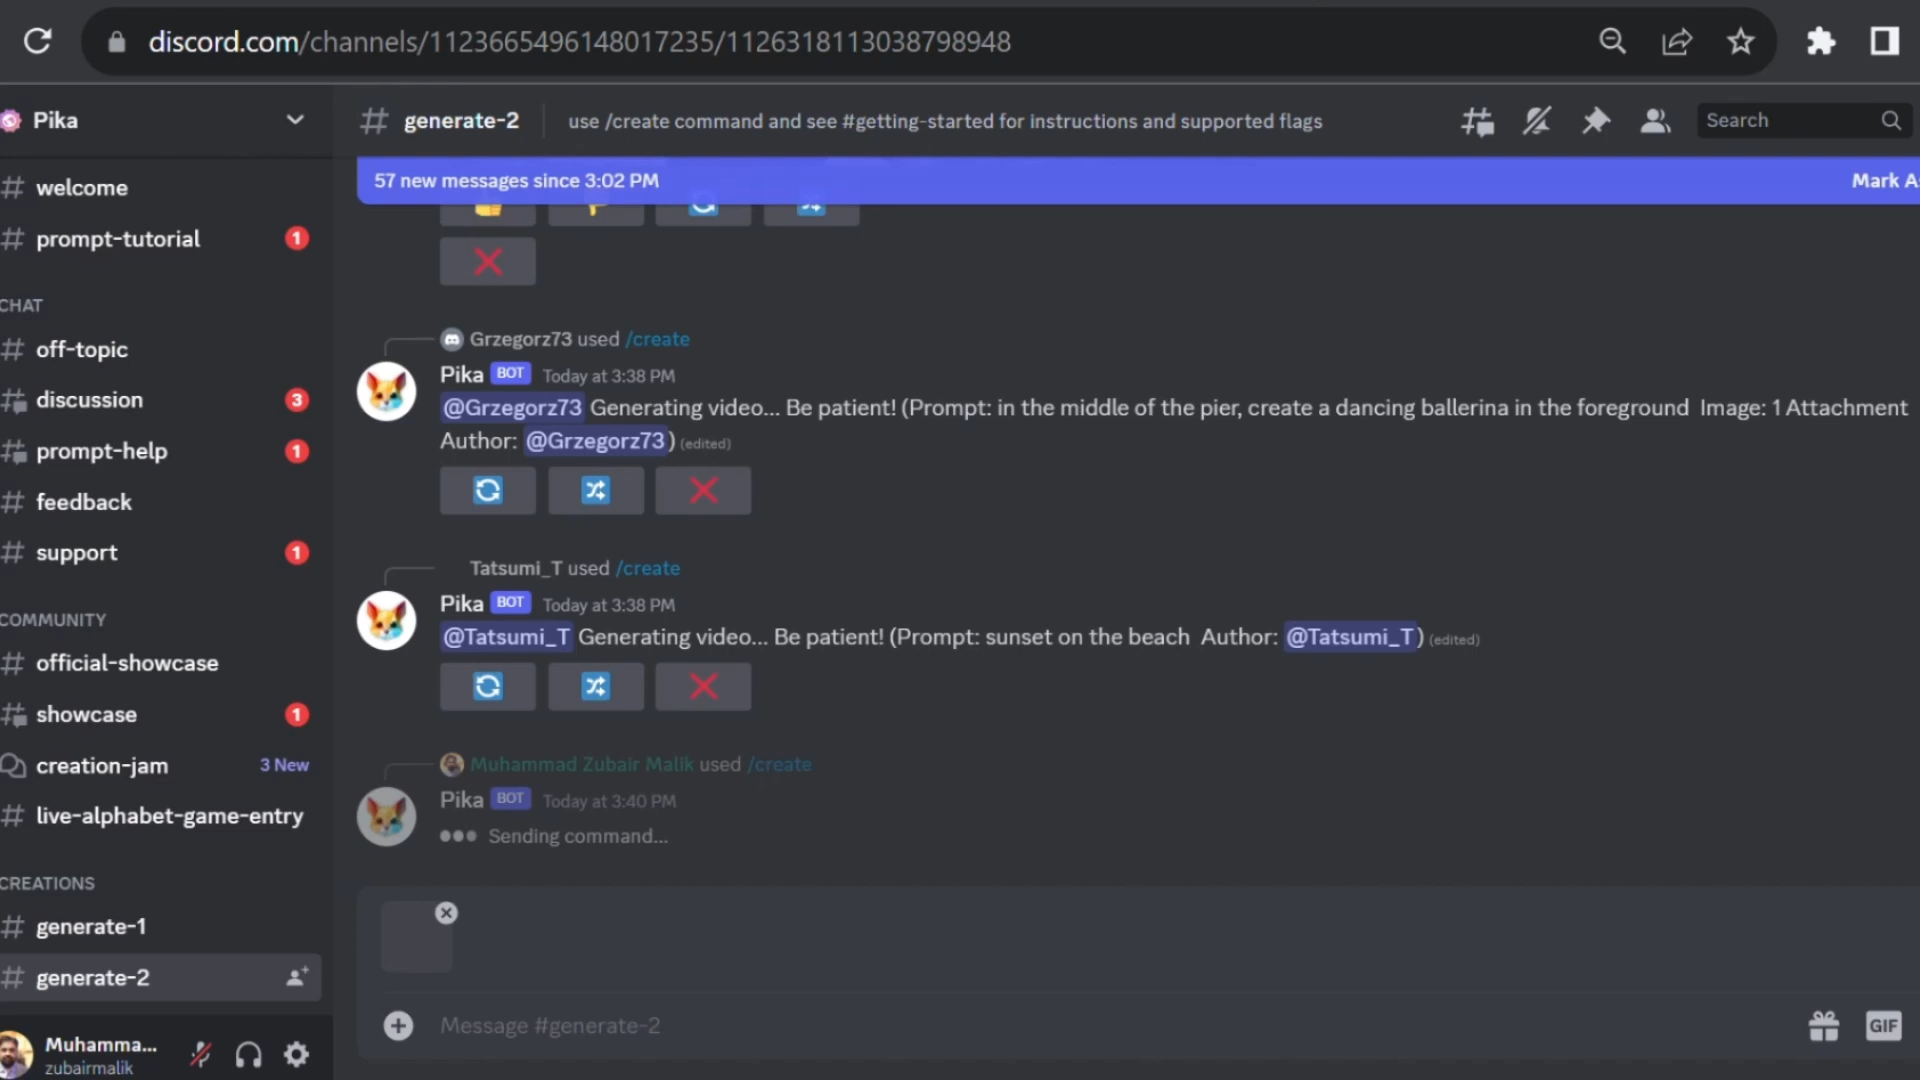 discord.com/channels/1123665496148017235/1126318113038798948
Pika
generate-2
use /create command and see #getting-started for instructions and supported flags
Search
57 new messages since 3:02 PM
Mark As
welcome
prompt-tutorial
1
CHAT
off-topic
discussion
3
prompt-help
1
feedback
support
1
COMMUNITY
official-showcase
showcase
1
creation-jam
3 New
live-alphabet-game-entry
CREATIONS
generate-1
generate-2
Muhamma...
zubairmalik
Grzegorz73 used /create
Pika BOT Today at 3:38 PM
@Grzegorz73 Generating video... Be patient! (Prompt: in the middle of the pier, create a dancing ballerina in the foreground Image: 1 Attachment
Author: @Grzegorz73) (edited)
Tatsumi_T used /create
Pika BOT Today at 3:38 PM
@Tatsumi_T Generating video... Be patient! (Prompt: sunset on the beach Author: @Tatsumi_T) (edited)
Muhammad Zubair Malik used /create
Pika BOT Today at 3:40 PM
Sending command...
Message #generate-2
GIF